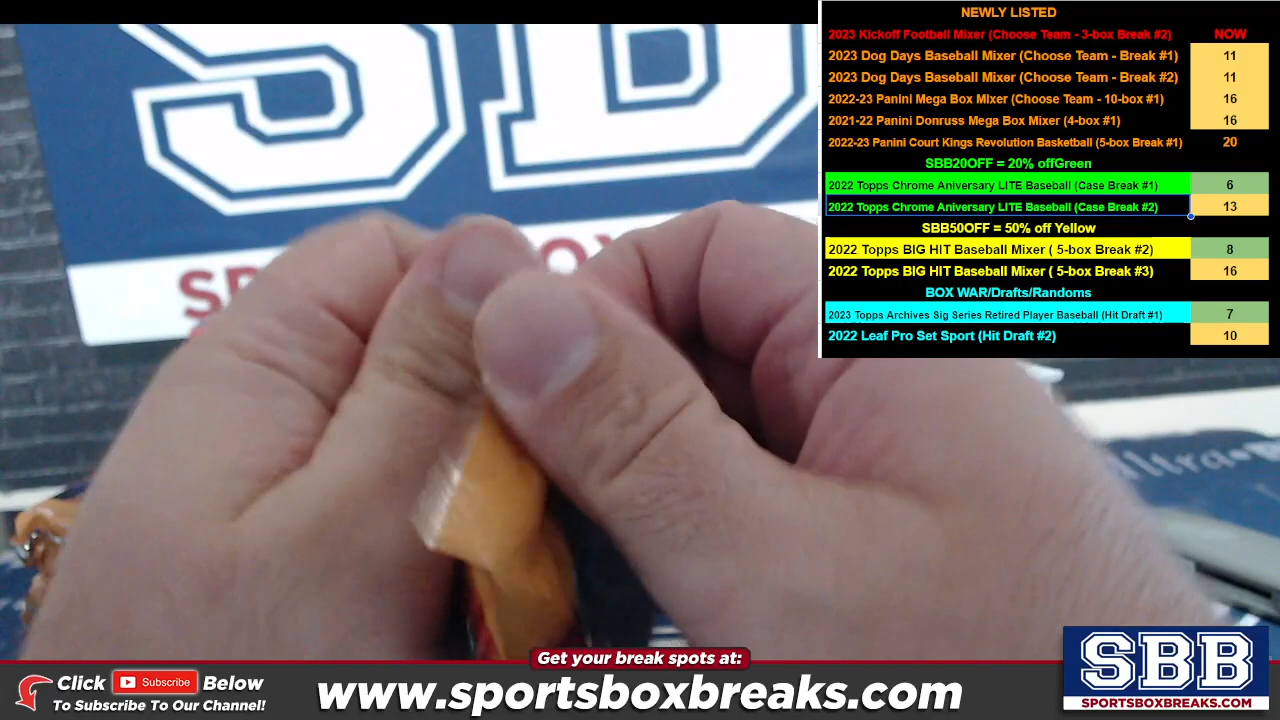 NEWLY LISTED
2023 Kickoff Football Mixer (Choose Team - 3-box Break #2) NOW
2023 Dog Days Baseball Mixer (Choose Team - Break #1) 11
2023 Dog Days Baseball Mixer (Choose Team - Break #2) 11
2022-23 Panini Mega Box Mixer (Choose Team - 10-box #1) 16
2021-22 Panini Donruss Mega Box Mixer (4-box #1) 16
2022-23 Panini Court Kings Revolution Basketball (5-box Break #1) 20
SBB20OFF = 20% offGreen
2022 Topps Chrome Aniversary LITE Baseball (Case Break #1) 6
2022 Topps Chrome Aniversary LITE Baseball (Case Break #2) 13
SBB50OFF = 50% off Yellow
2022 Topps BIG HIT Baseball Mixer ( 5-box Break #2) 8
2022 Topps BIG HIT Baseball Mixer ( 5-box Break #3) 16
BOX WAR/Drafts/Randoms
2023 Topps Archives Sig Series Retired Player Baseball (Hit Draft #1) 7
2022 Leaf Pro Set Sport (Hit Draft #2) 10
SBB
Get your break spots at:
Click Subscribe Below
To Subscribe To Our Channel!
www.sportsboxbreaks.com
SBB
SPORTSBOXBREAKS.COM